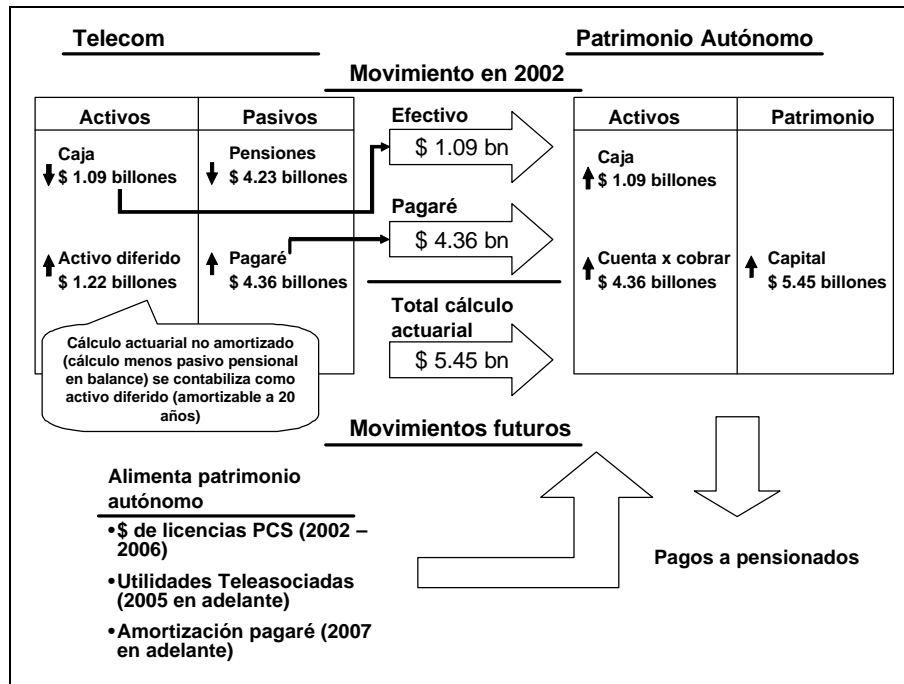 Telecom
Patrimonio Autónomo
Movimiento en 2002
Activos
Pasivos
Caja
$ 1.09 billones
Pensiones
$ 4.23 billones
Activo diferido
$ 1.22 billones
Pagaré
$ 4.36 billones
Cálculo actuarial no amortizado
(cálculo menos pasivo pensional
en balance) se contabiliza como
activo diferido (amortizable a 20
años)
Efectivo
$ 1.09 bn
Pagaré
$ 4.36 bn
Total cálculo
actuarial
$ 5.45 bn
Activos
Patrimonio
Caja
$ 1.09 billones
Cuenta x cobrar
$ 4.36 billones
Capital
$ 5.45 billones
Movimientos futuros
Alimenta patrimonio
autónomo
•$ de licencias PCS (2002 –
2006)
•Utilidades Teleasociadas
(2005 en adelante)
•Amortización pagaré (2007
en adelante)
Pagos a pensionados